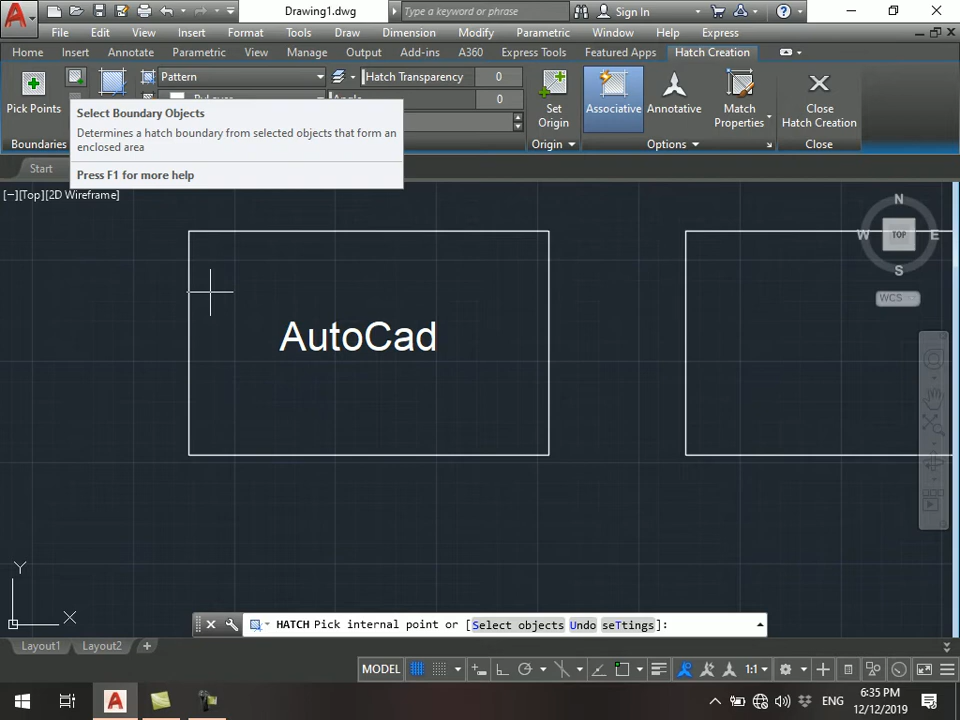 A Drawing1.dwg Type a keyword or phrase Sign In
File Edit View Insert Format Tools Draw Dimension Modify Parametric Window Help Express
Home Insert Annotate Parametric View Manage Output Add-ins A360 Express Tools Featured Apps Hatch Creation
Pattern Hatch Transparency 0
Pick Points
Angle 0
Set Origin
Associative
Annotative
Match Properties
Close Hatch Creation
Boundaries
Origin
Options
Close
Select Boundary Objects
Determines a hatch boundary from selected objects that form an
enclosed area
Press F1 for more help
Start
[−][Top][2D Wireframe]
N
W TOP E
S
WCS
AutoCad
Y
X
HATCH Pick internal point or [Select objects Undo seTtings]:
Layout1 Layout2 +
MODEL 1:1
A ENG 6:35 PM
12/12/2019